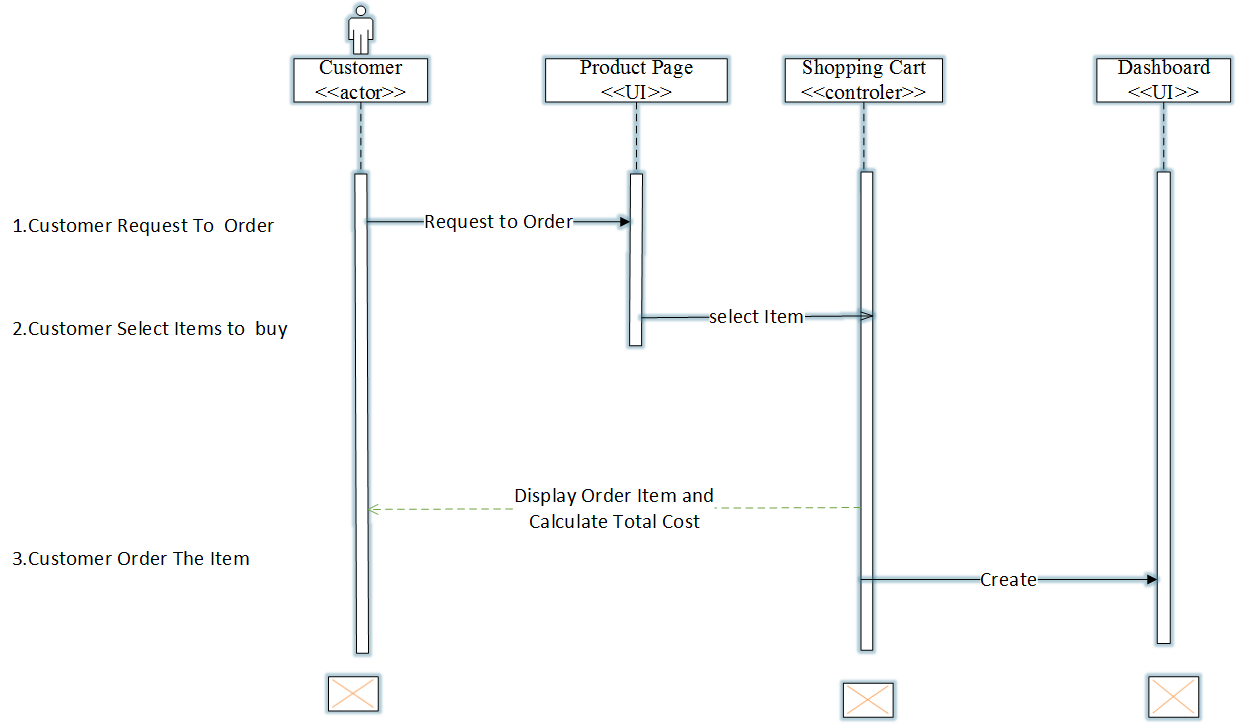 Customer
<<actor>>
Product Page
<<UI>>
Shopping Cart
<<controler>>
Dashboard
<<UI>>
1.Customer Request To  Order
Request to Order
2.Customer Select Items to  buy
select Item
Display Order Item and
Calculate Total Cost
3.Customer Order The Item
Create